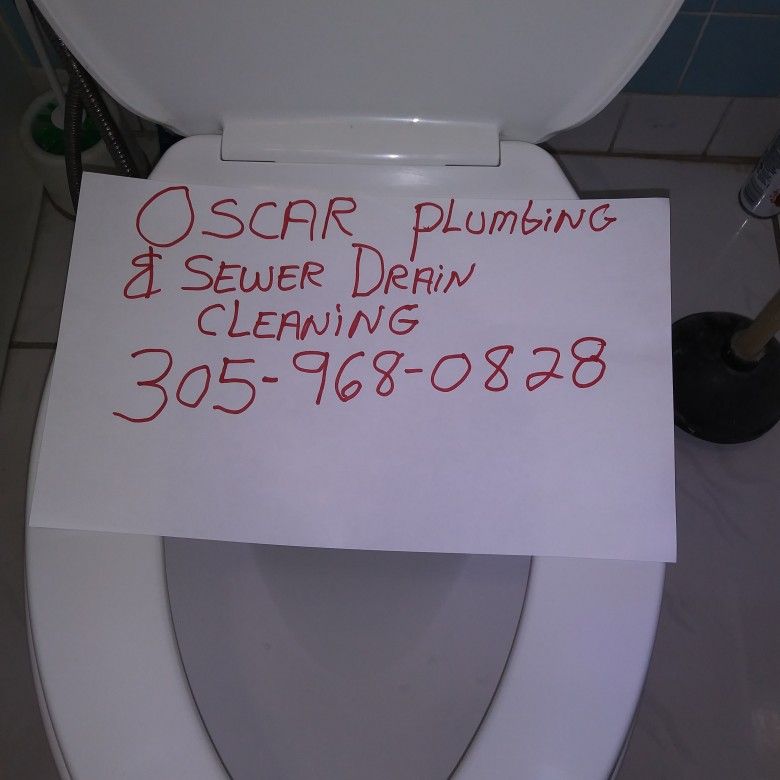 OSCAR PLUMBING
& SEWER DRAIN
CLEANING
305-968-0828